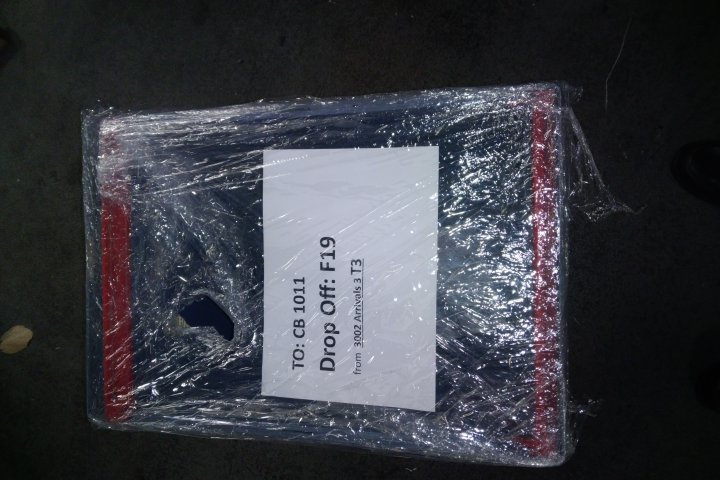 TO: CB 1011
Drop Off: F19
from 3002 Arrivals 3 T3